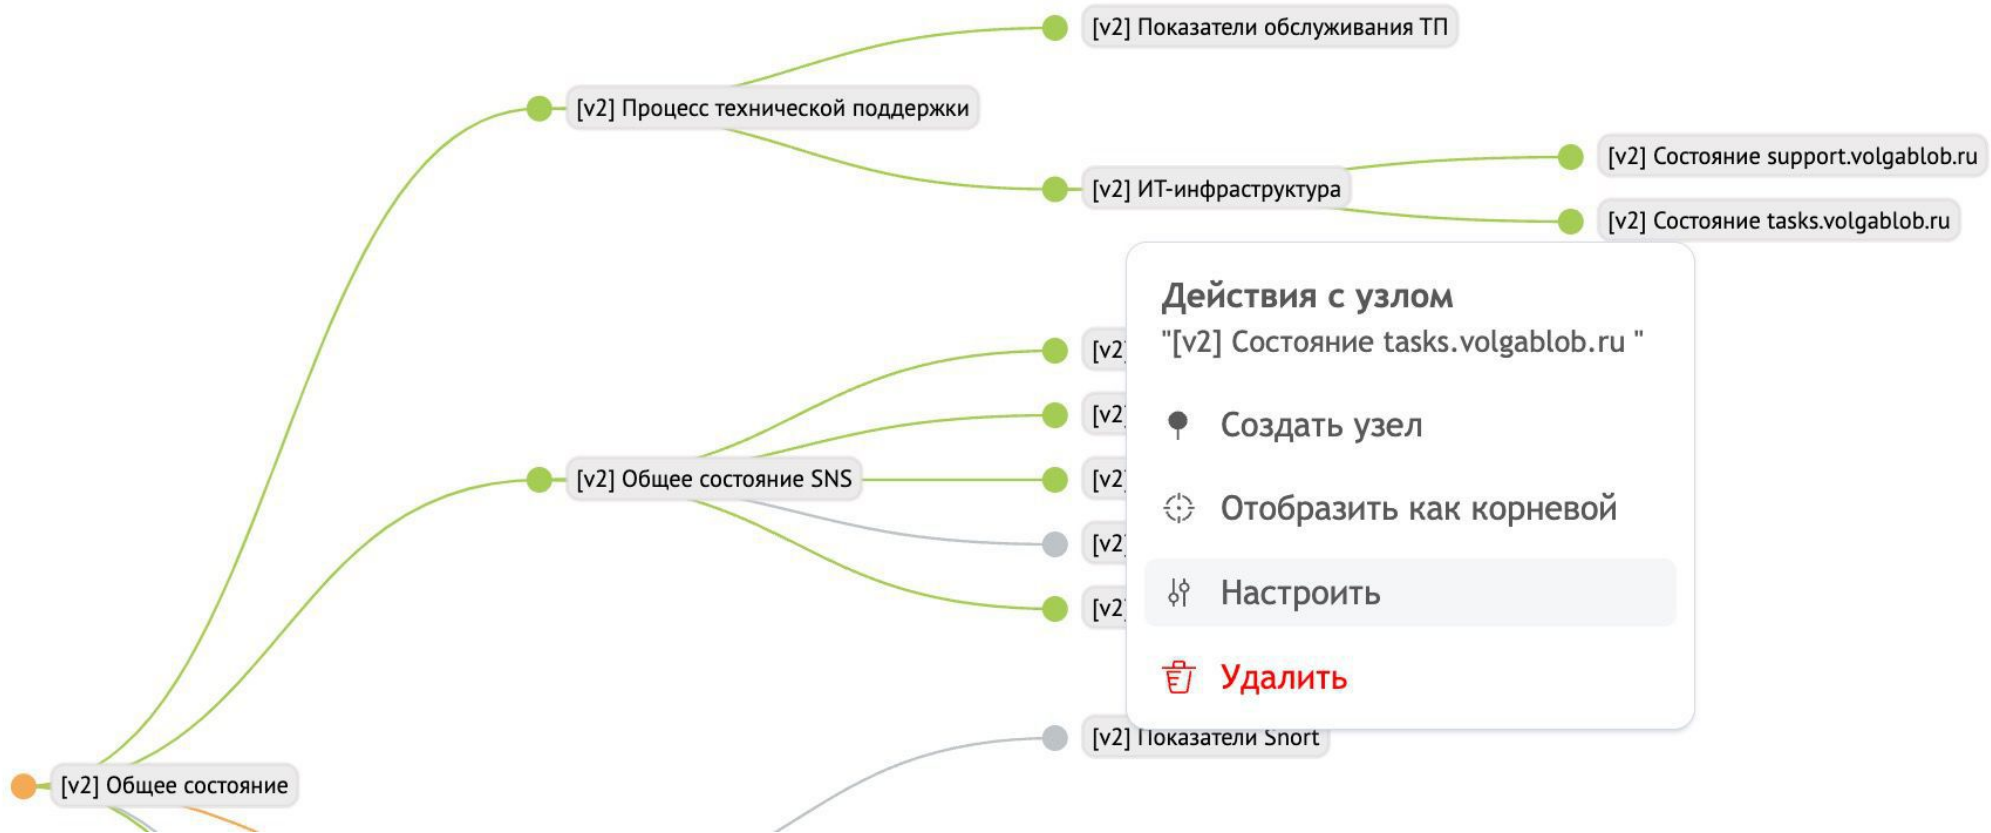 [v2] Показатели обслуживания ТП
[v2] Процесс технической поддержки
[v2] Состояние support.volgablob.ru
[v2] ИТ-инфраструктура
[v2] Состояние tasks.volgablob.ru
Действия с узлом
"[v2] Состояние tasks.volgablob.ru "
[v2]
Создать узел
[v2]
[v2] Общее состояние SNS
[v2]
Отобразить как корневой
[v2]
Настроить
[v2]
Удалить
[v2] Показатели Snort
[v2] Общее состояние